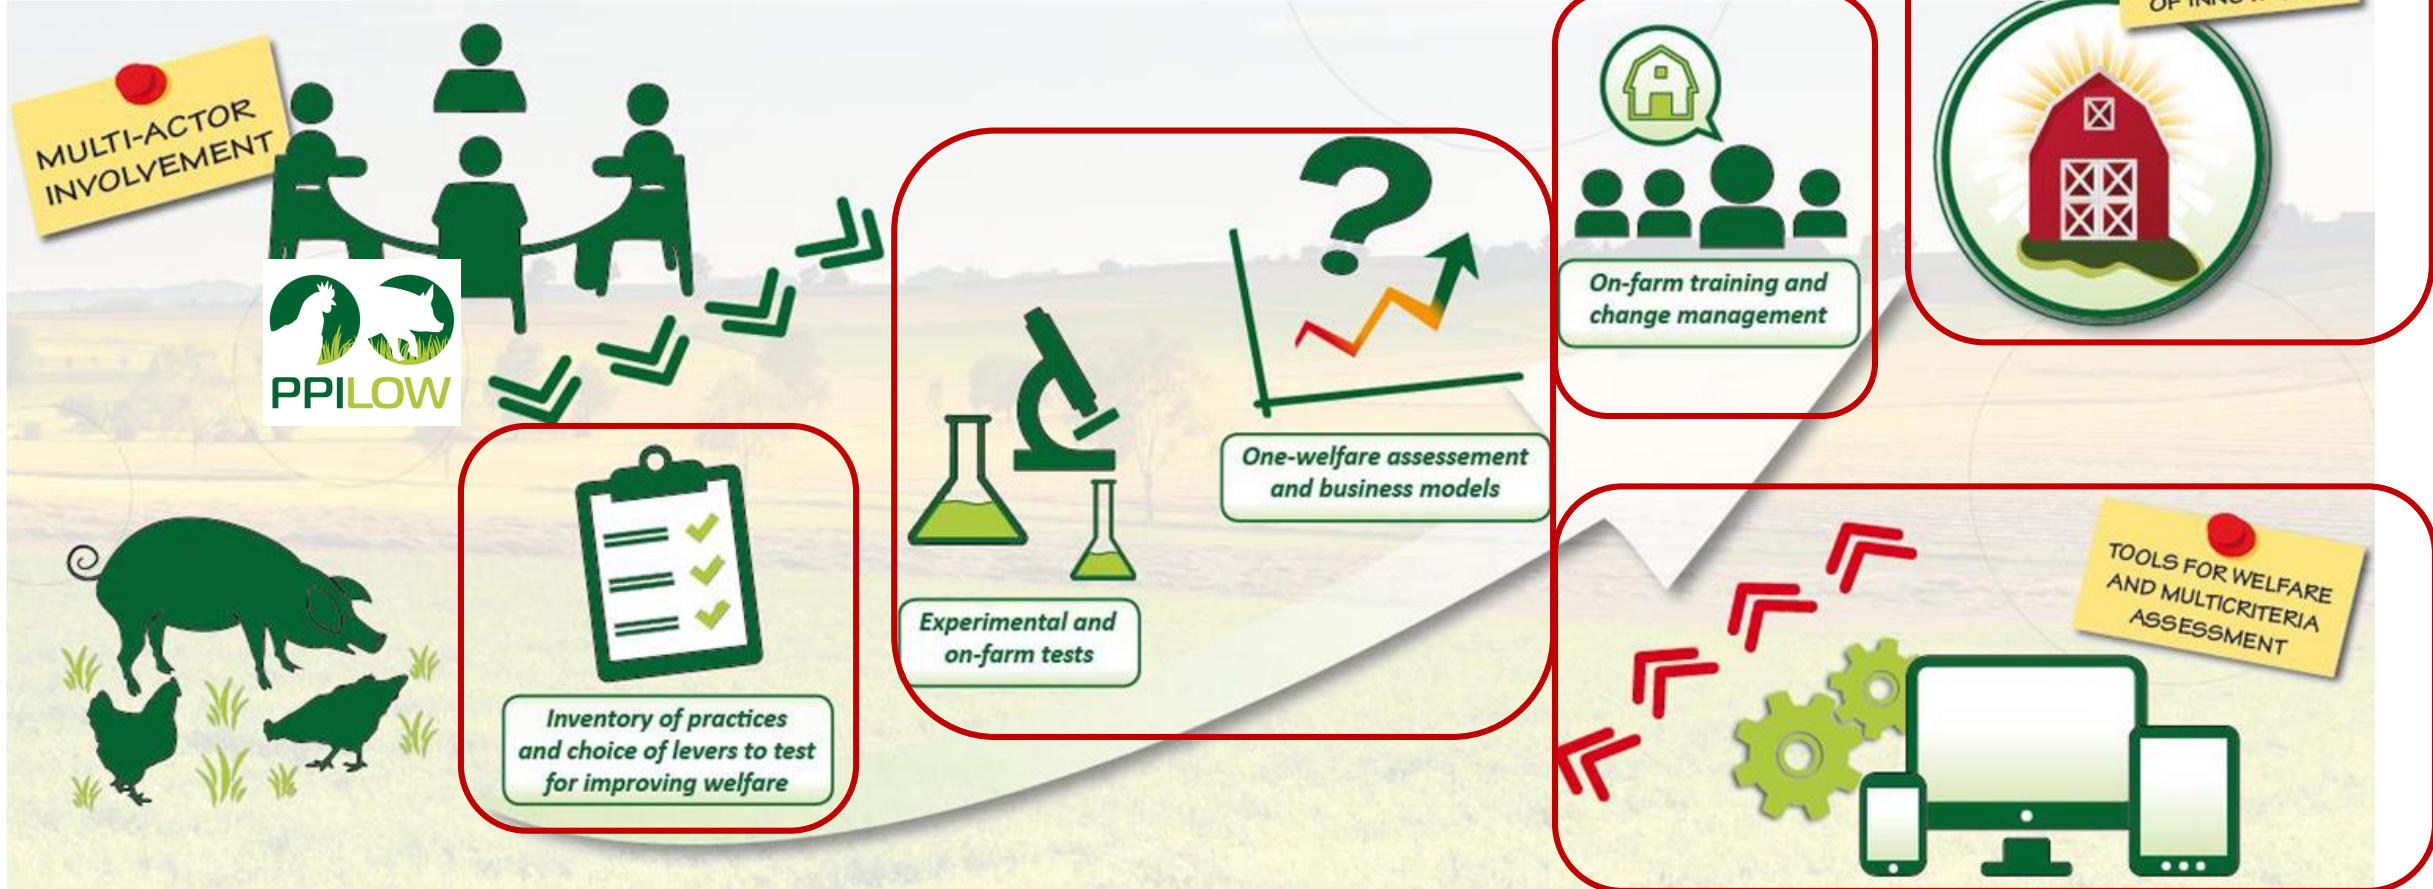 MULTI-ACTOR
INVOLVEMENT
PPILOW
Inventory of practices
and choice of levers to test
for improving welfare
Experimental and
on-farm tests
One-welfare assessement
and business models
On-farm training and
change management
OF
TOOLS FOR WELFARE
AND MULTICRITERIA
ASSESSMENT